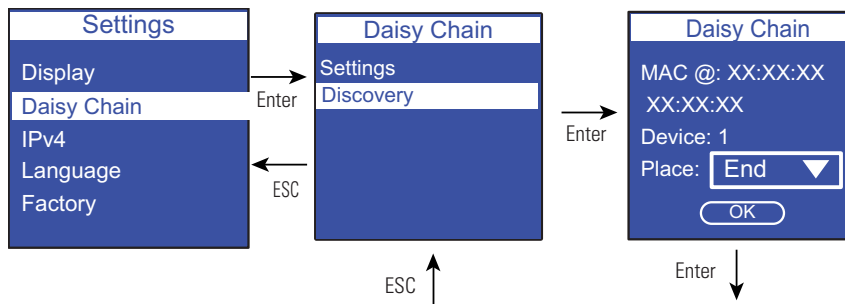 Settings
Display
Daisy Chain
IPv4
Language
Factory
Enter
ESC
Daisy Chain
Settings
Discovery
Enter
ESC
Daisy Chain
MAC @: XX:XX:XX
XX:XX:XX
Device: 1
Place: End
OK
Enter